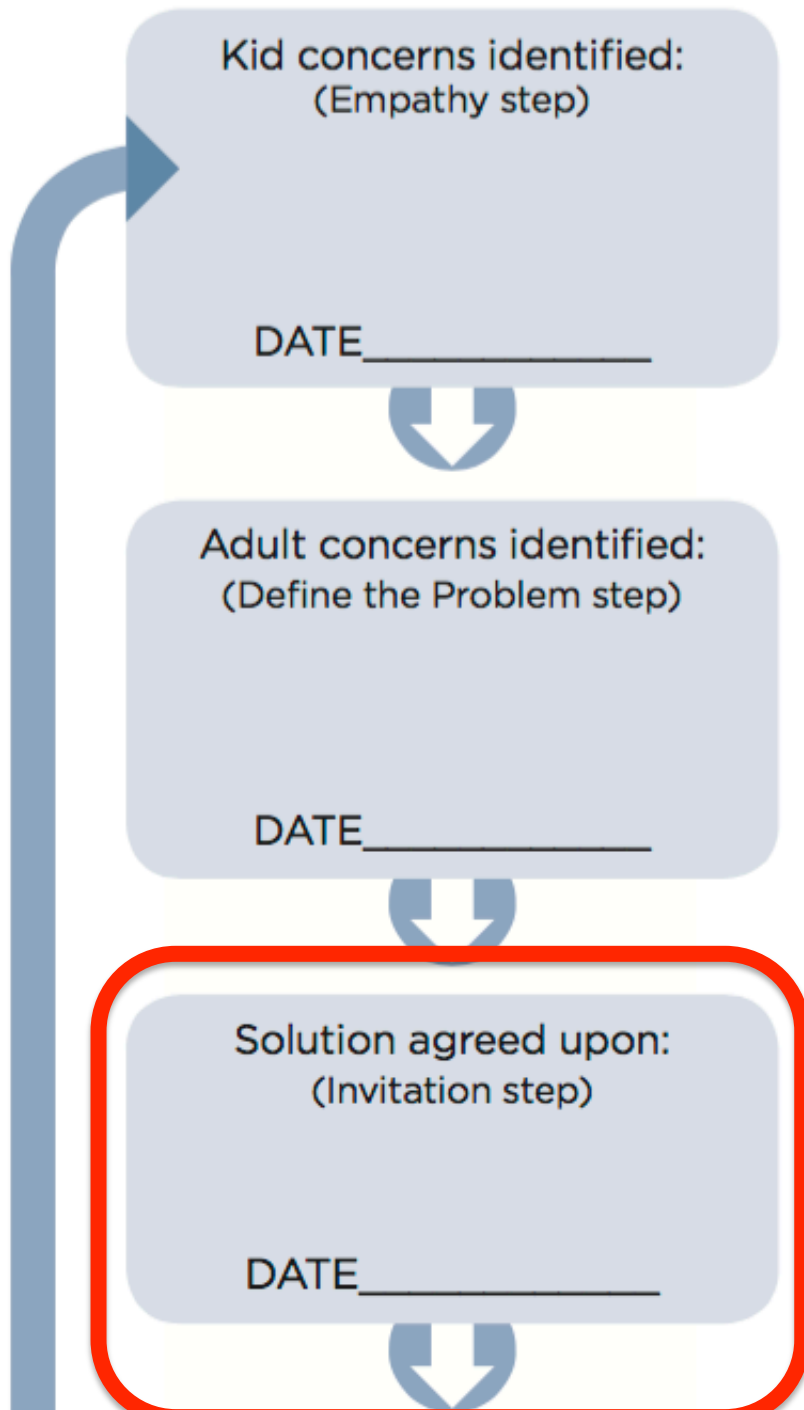 Kid concerns identified:
(Empathy step)
DATE____________
Adult concerns identified:
(Define the Problem step)
DATE____________
Solution agreed upon:
(Invitation step)
DATE____________